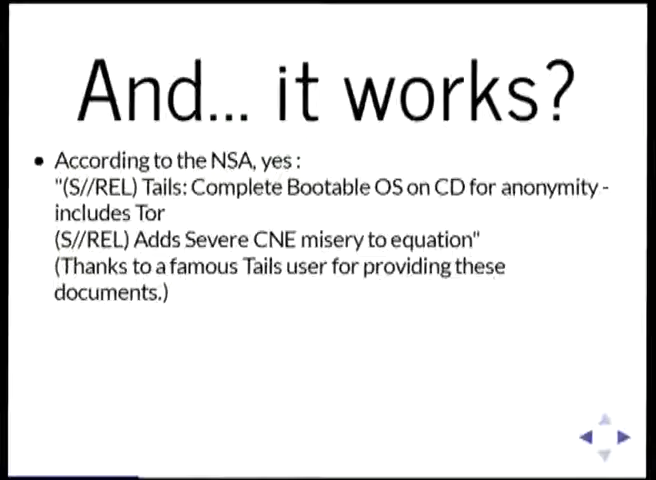 And... it works?
• According to the NSA, yes :
"(S//REL) Tails: Complete Bootable OS on CD for anonymity -
includes Tor
(S//REL) Adds Severe CNE misery to equation"
(Thanks to a famous Tails user for providing these
documents.)